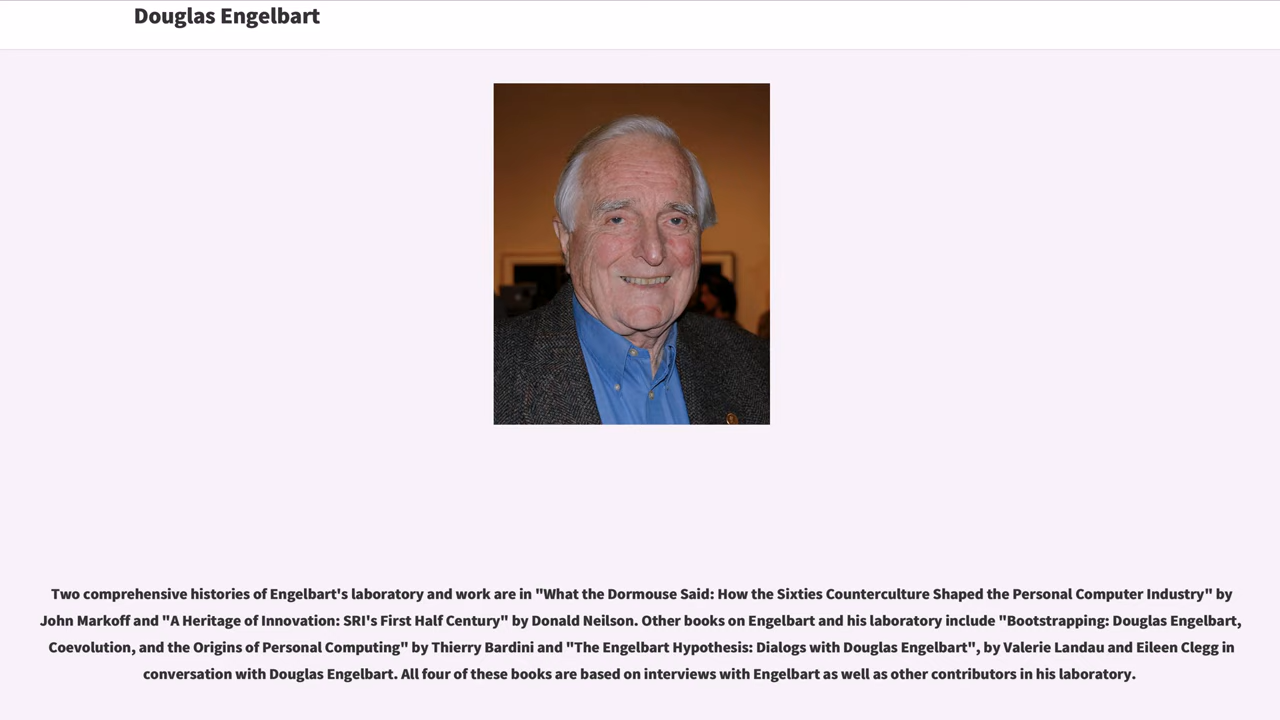 Douglas Engelbart
Two comprehensive histories of Engelbart's laboratory and work are in "What the Dormouse Said: How the Sixties Counterculture Shaped the Personal Computer Industry" by
John Markoff and "A Heritage of Innovation: SRI's First Half Century" by Donald Neilson. Other books on Engelbart and his laboratory include "Bootstrapping: Douglas Engelbart,
Coevolution, and the Origins of Personal Computing" by Thierry Bardini and "The Engelbart Hypothesis: Dialogs with Douglas Engelbart", by Valerie Landau and Eileen Clegg in
conversation with Douglas Engelbart. All four of these books are based on interviews with Engelbart as well as other contributors in his laboratory.